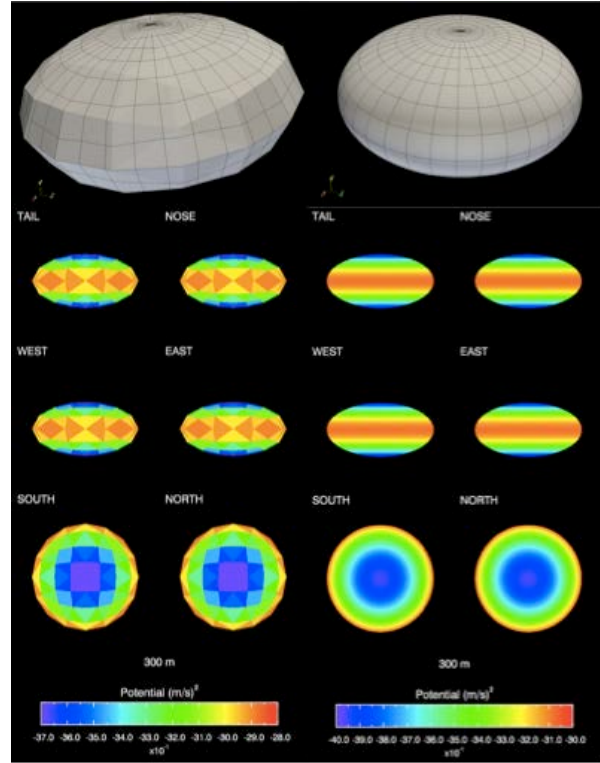 TAIL NOSE TAIL NOSE
WEST EAST WEST EAST
SOUTH NORTH SOUTH NORTH
300 m 300 m
Potential (m/s)² Potential (m/s)²
-37.0 -36.0 -35.0 -34.0 -33.0 -32.0 -31.0 -30.0 -29.0 -28.0 -40.0 -39.0 -38.0 -37.0 -36.0 -35.0 -34.0 -33.0 -32.0 -31.0 -30.0